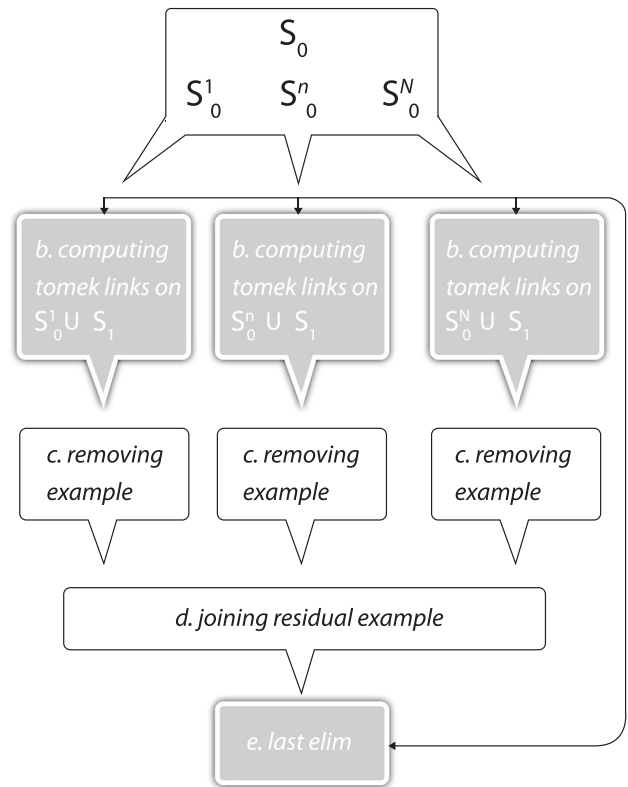 S₀
S¹₀ Sⁿ₀ Sᴺ₀
b. computing
tomek links on
S¹₀ U S₁
b. computing
tomek links on
Sⁿ₀ U S₁
b. computing
tomek links on
Sᴺ₀ U S₁
c. removing
example
c. removing
example
c. removing
example
d. joining residual example
e. last elim